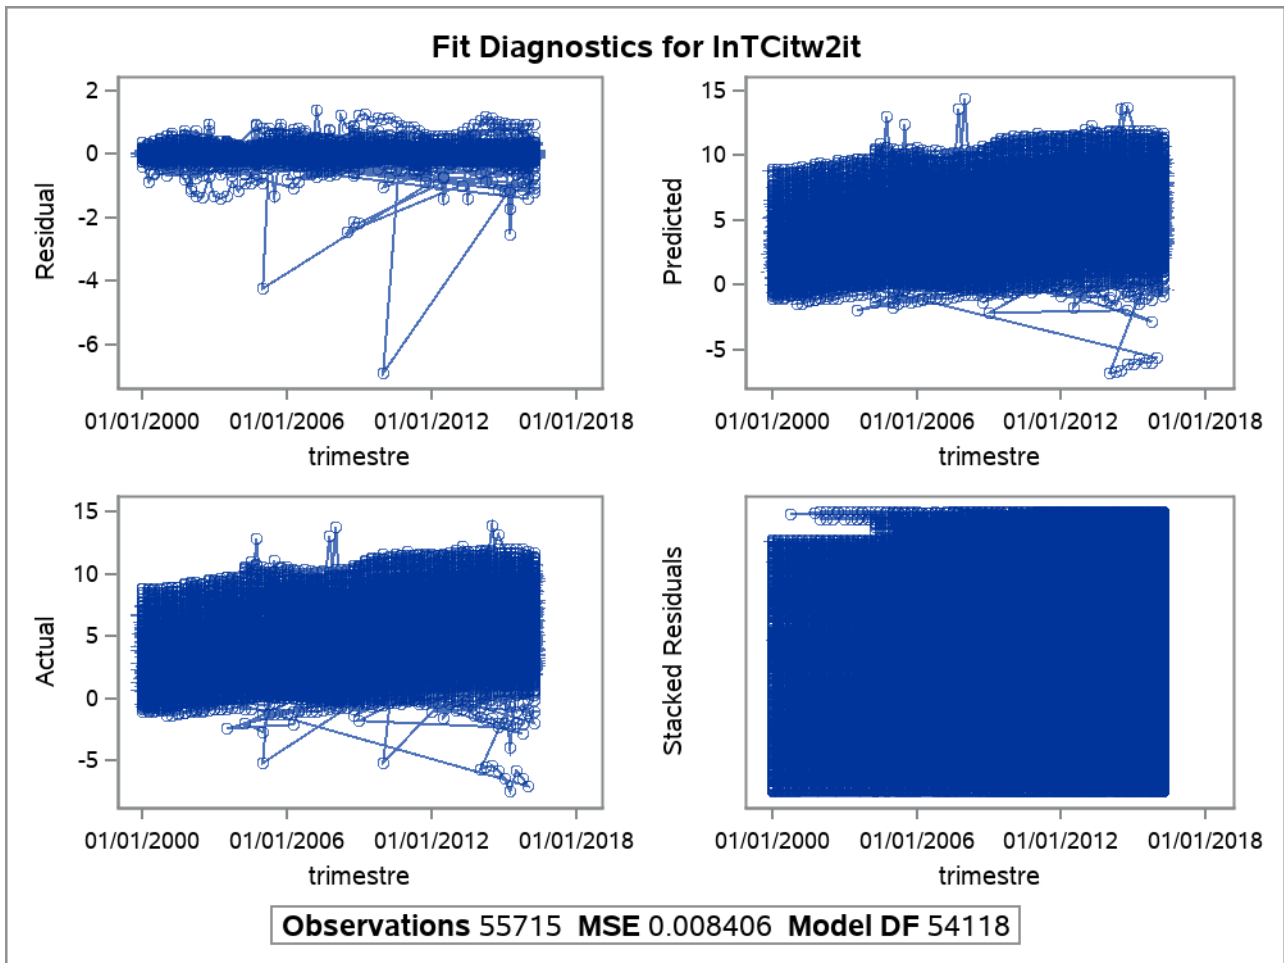 Fit Diagnostics for lnTCitw2it
2
0
-2
-4
-6
Residual
01/01/2000 01/01/2006 01/01/2012 01/01/2018
trimestre
15
10
5
0
-5
Predicted
01/01/2000 01/01/2006 01/01/2012 01/01/2018
trimestre
15
10
5
0
-5
Actual
01/01/2000 01/01/2006 01/01/2012 01/01/2018
trimestre
Stacked Residuals
01/01/2000 01/01/2006 01/01/2012 01/01/2018
trimestre
Observations 55715 MSE 0.008406 Model DF 54118